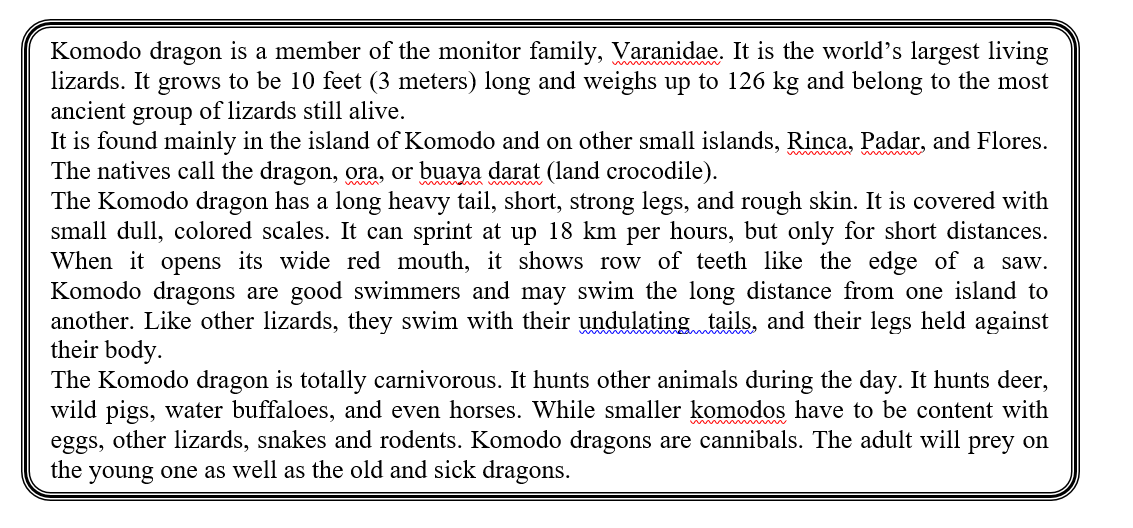 Komodo dragon is a member of the monitor family, Varanidae. It is the world’s largest living
lizards. It grows to be 10 feet (3 meters) long and weighs up to 126 kg and belong to the most
ancient group of lizards still alive.
It is found mainly in the island of Komodo and on other small islands, Rinca, Padar, and Flores.
The natives call the dragon, ora, or buaya darat (land crocodile).
The Komodo dragon has a long heavy tail, short, strong legs, and rough skin. It is covered with
small dull, colored scales. It can sprint at up 18 km per hours, but only for short distances.
When it opens its wide red mouth, it shows row of teeth like the edge of a saw.
Komodo dragons are good swimmers and may swim the long distance from one island to
another. Like other lizards, they swim with their undulating tails, and their legs held against
their body.
The Komodo dragon is totally carnivorous. It hunts other animals during the day. It hunts deer,
wild pigs, water buffaloes, and even horses. While smaller komodos have to be content with
eggs, other lizards, snakes and rodents. Komodo dragons are cannibals. The adult will prey on
the young one as well as the old and sick dragons.